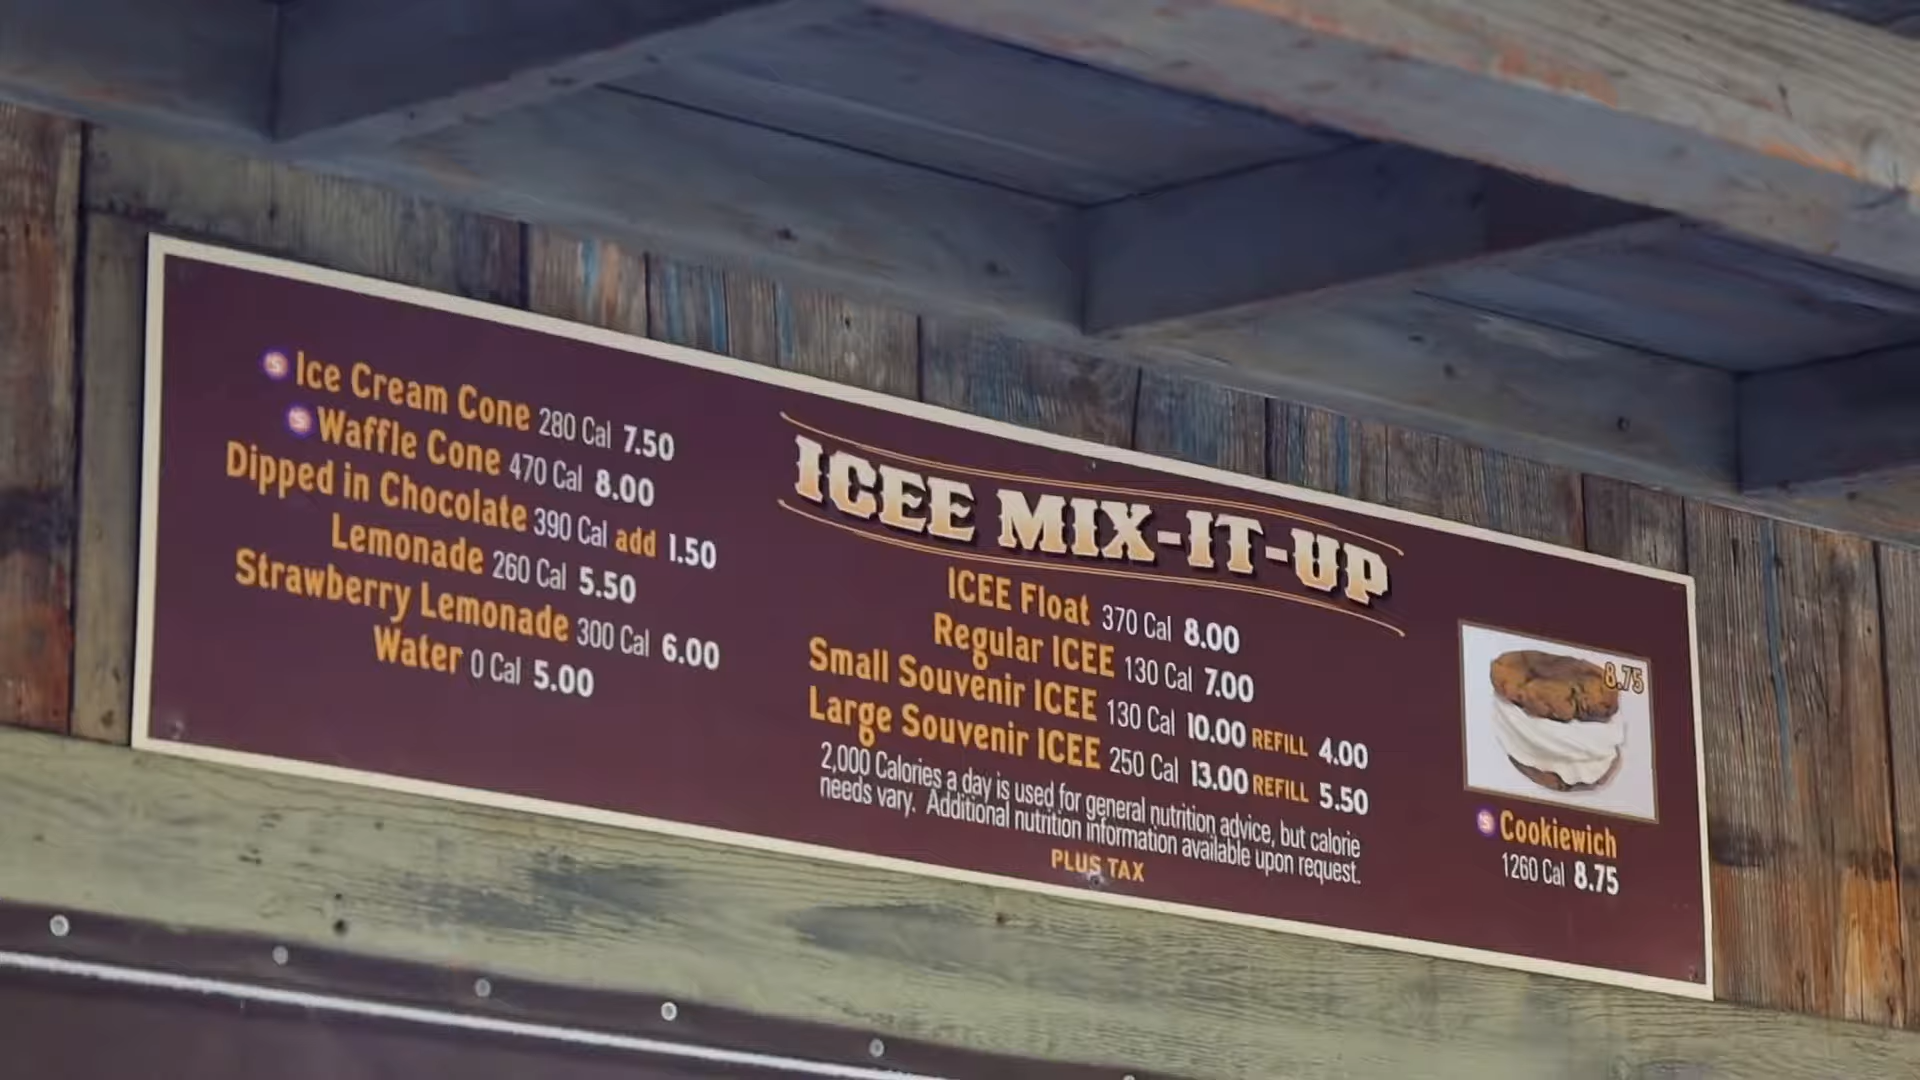 Ice Cream Cone 280 Cal 7.50
Waffle Cone 470 Cal 8.00
Dipped in Chocolate 390 Cal add 1.50
Lemonade 260 Cal 5.50
Strawberry Lemonade 300 Cal 6.00
Water 0 Cal 5.00
ICEE MIX-IT-UP
ICEE Float 370 Cal 8.00
Regular ICEE 130 Cal 7.00
Small Souvenir ICEE 130 Cal 10.00 REFILL 4.00
Large Souvenir ICEE 250 Cal 13.00 REFILL 5.50
2,000 Calories a day is used for general nutrition advice, but calorie
needs vary. Additional nutrition information available upon request.
PLUS TAX
8.75
Cookiewich
1260 Cal 8.75